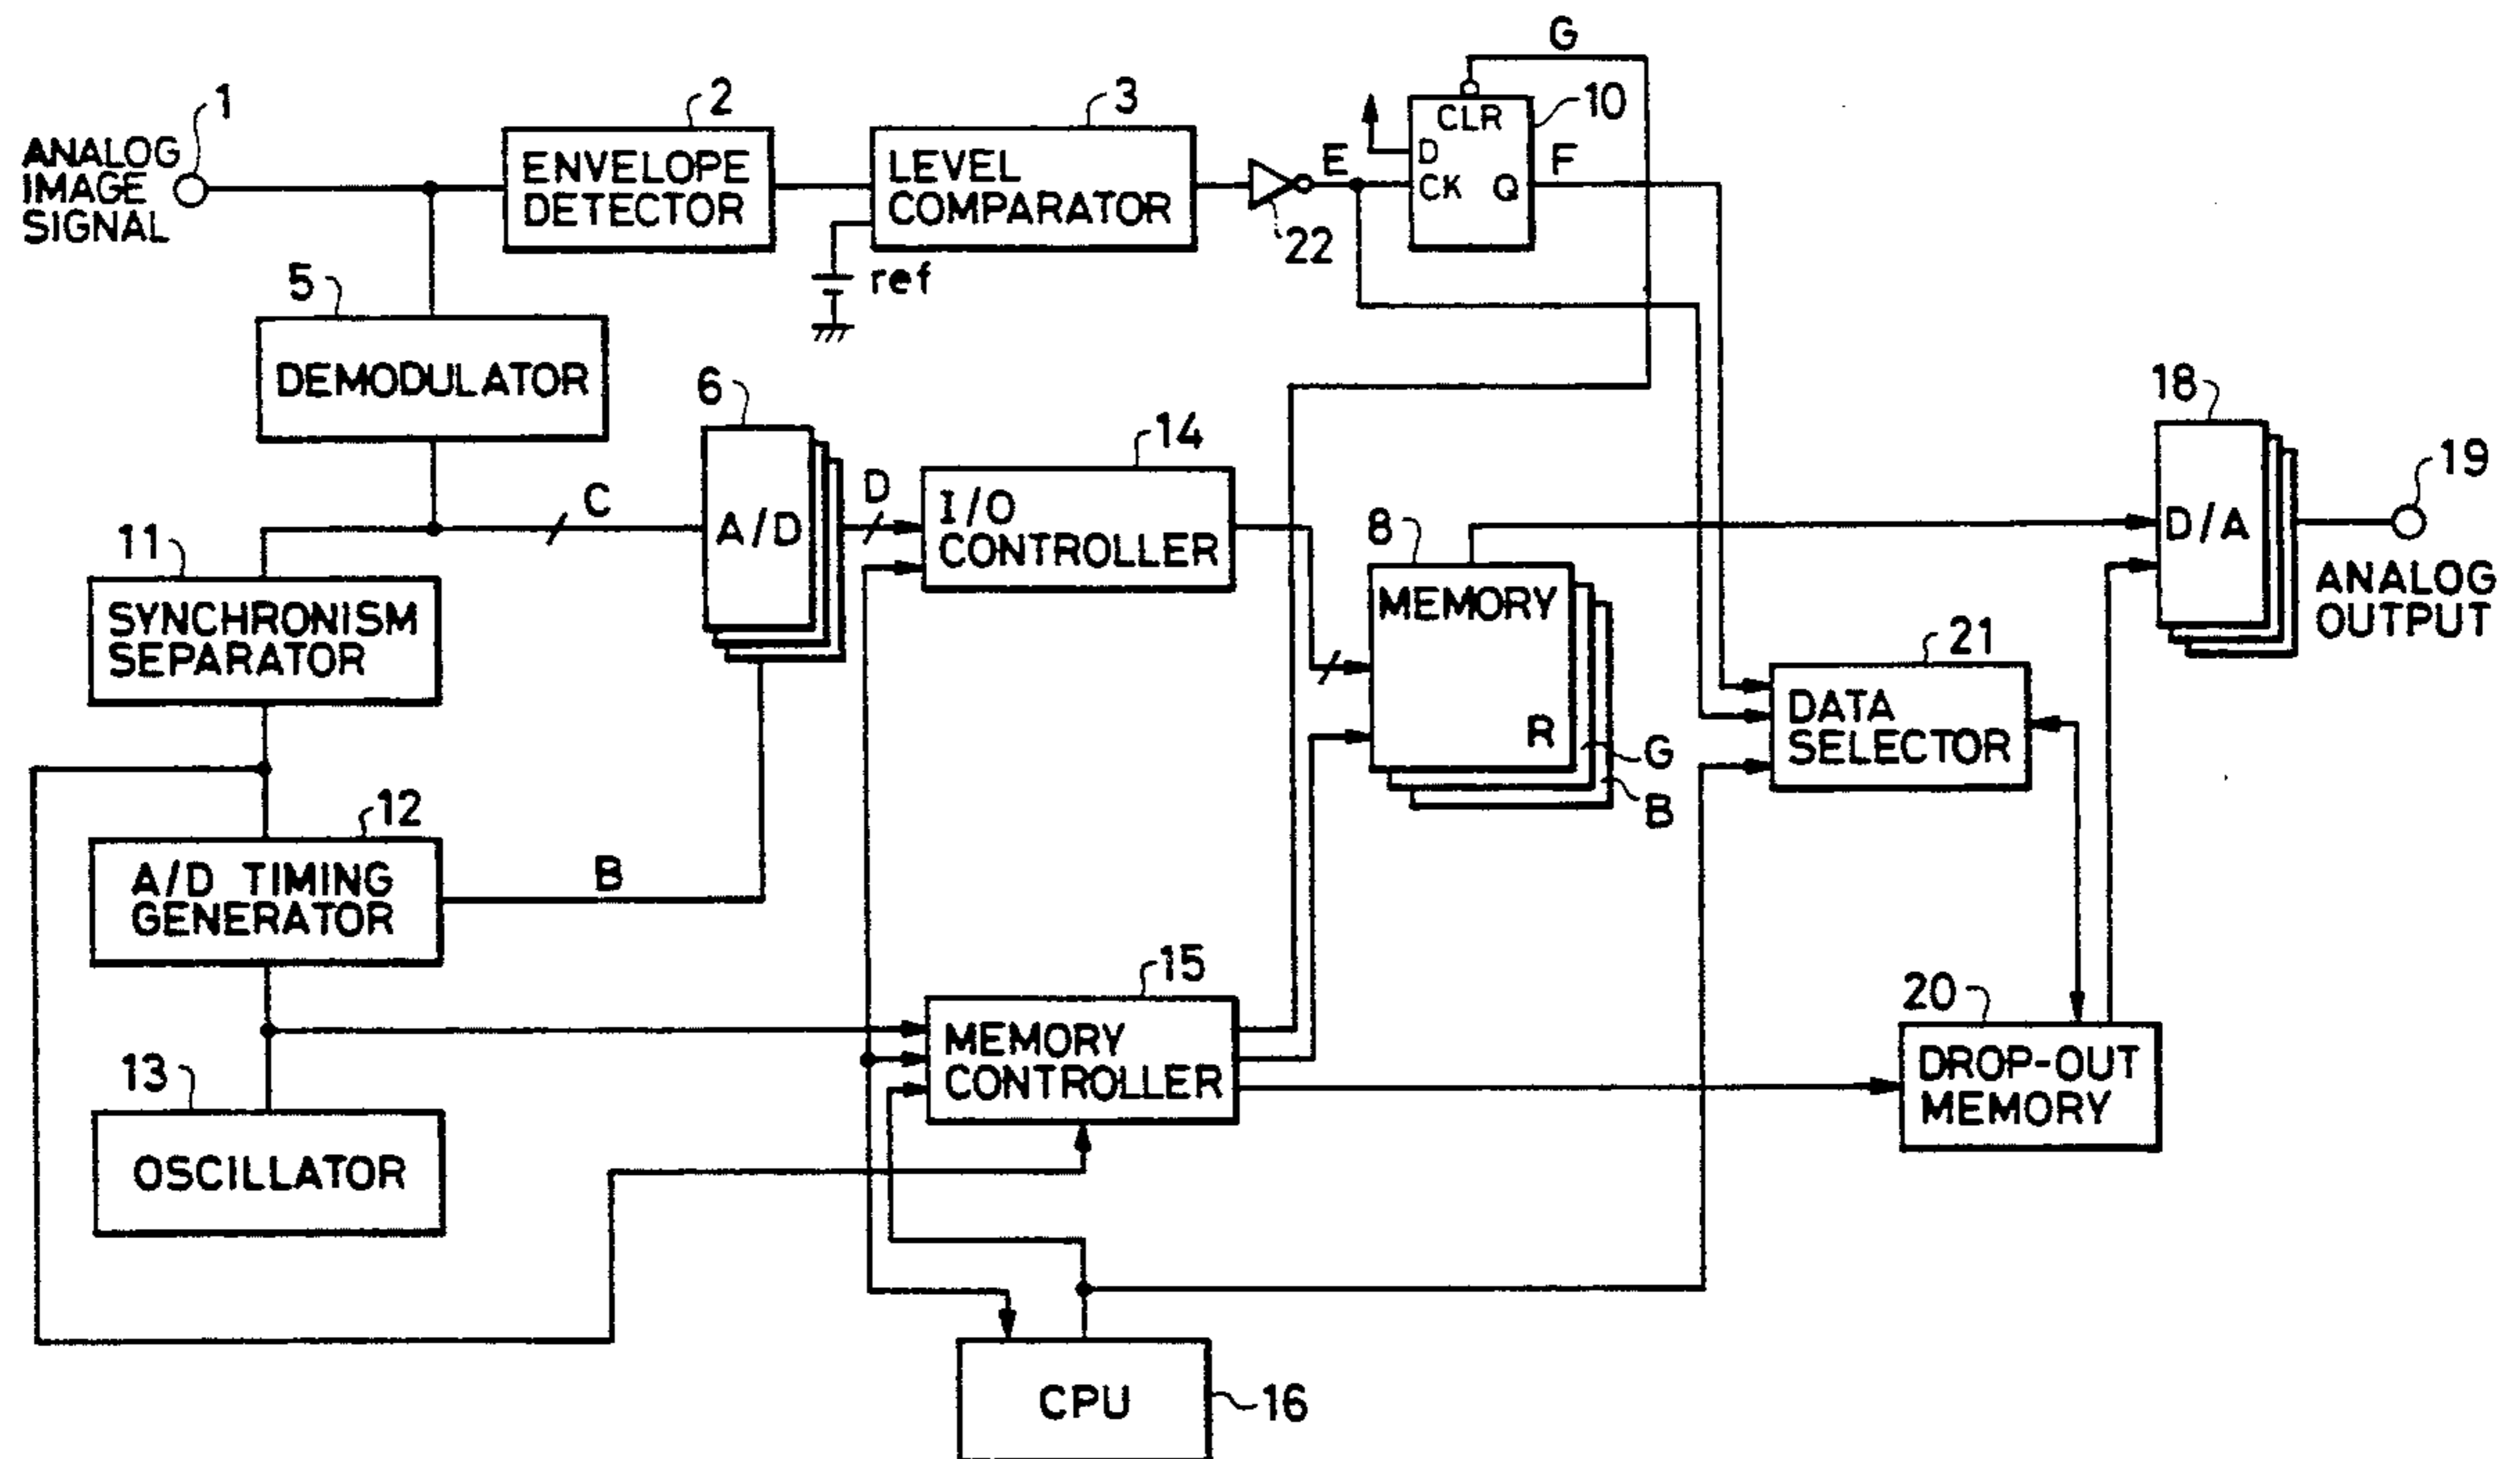 G
1
2
3
10
ANALOG
IMAGE
SIGNAL
ENVELOPE
DETECTOR
LEVEL
COMPARATOR
E
CLR
D
CK
Q
F
22
ref
5
DEMODULATOR
6
A/D
C
D
14
I/O
CONTROLLER
8
MEMORY
R
G
B
18
D/A
19
ANALOG
OUTPUT
11
SYNCHRONISM
SEPARATOR
21
DATA
SELECTOR
12
A/D TIMING
GENERATOR
B
15
MEMORY
CONTROLLER
20
DROP-OUT
MEMORY
13
OSCILLATOR
CPU
16